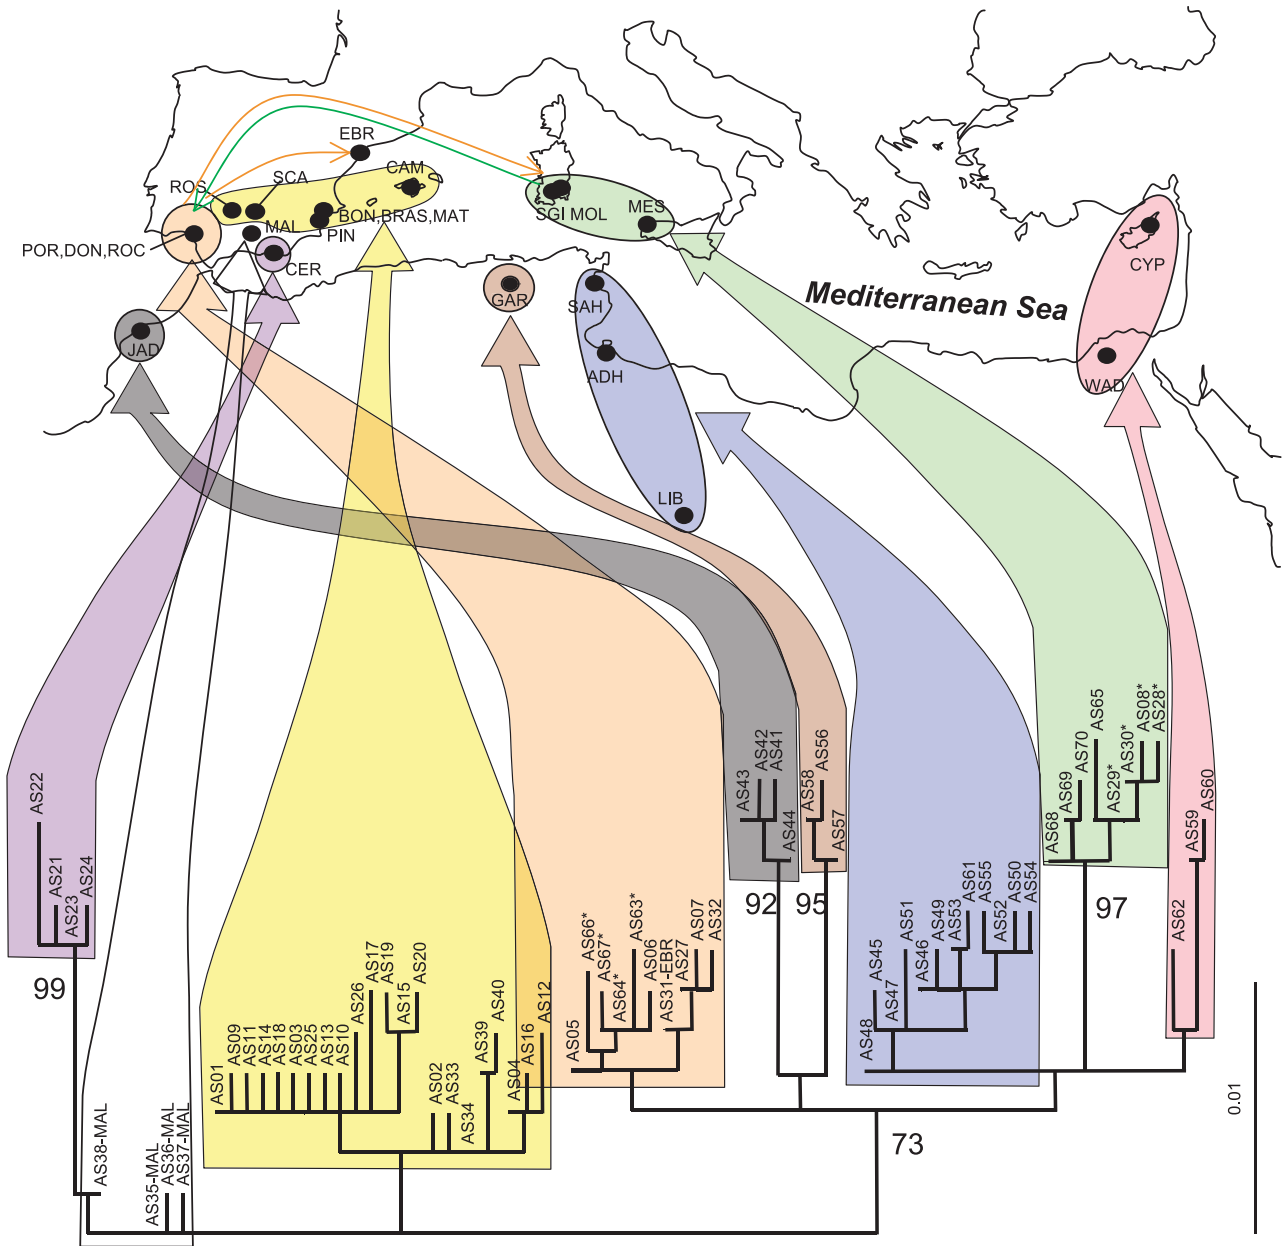 EBR
CAM
ROS
SCA
BON,BRAS,MAT
PIN
MAL
POR,DON,ROC
CER
SGI MOL
MES
CYP
GAR
SAH
Mediterranean Sea
JAD
ADH
WAD
LIB
AS22
AS21
AS23
AS24
99
AS38-MAL
AS35-MAL
AS36-MAL
AS37-MAL
AS01
AS09
AS11
AS14
AS18
AS03
AS25
AS13
AS10
AS26
AS17
AS19
AS15
AS20
AS02
AS33
AS34
AS39
AS40
AS04
AS16
AS12
AS05
AS66*
AS67*
AS64*
AS63*
AS06
AS31-EBR
AS27
AS07
AS32
AS43
AS42
AS41
AS44
92
AS58
AS56
AS57
95
AS48
AS45
AS47
AS51
AS46
AS49
AS53
AS61
AS55
AS52
AS50
AS54
AS68
AS69
AS70
AS65
AS29*
AS30*
AS08*
AS28*
97
AS62
AS59
AS60
73
0.01